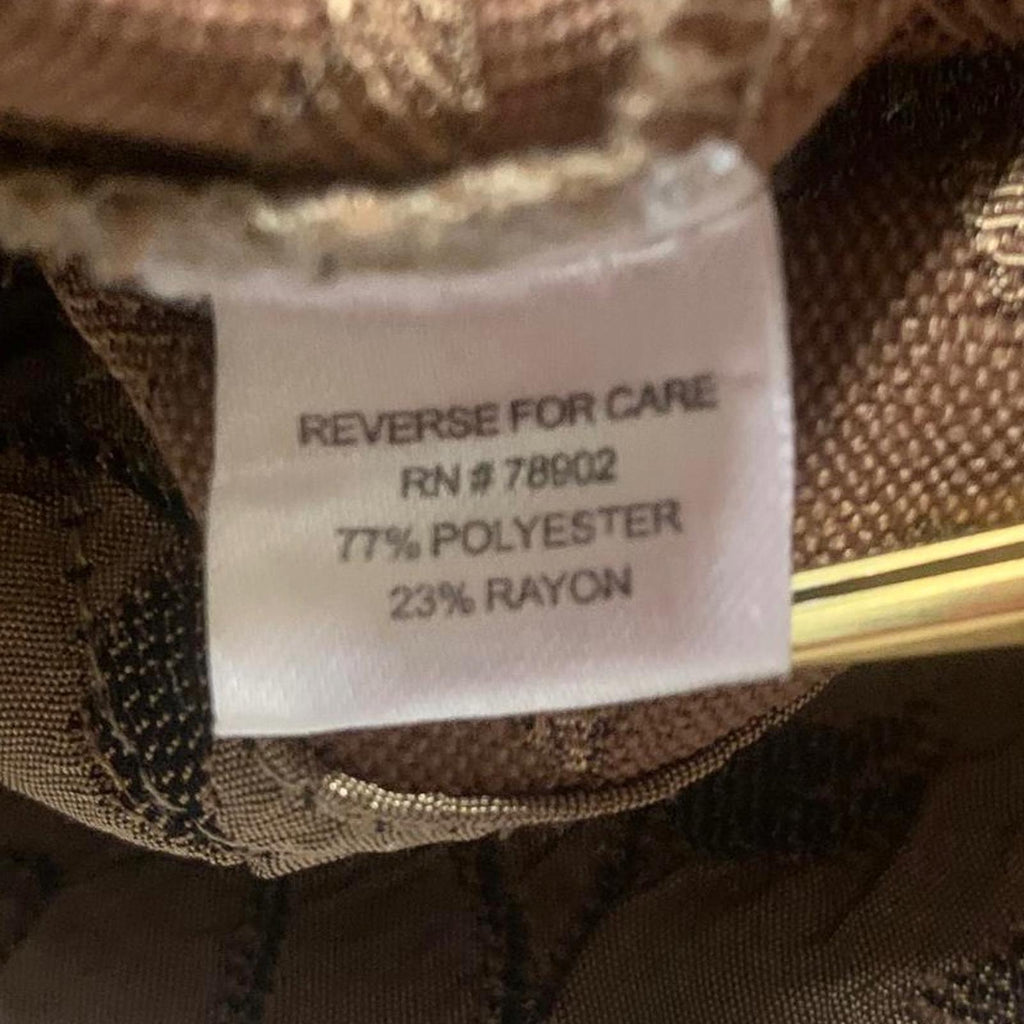 REVERSE FOR CARE
RN # 78902
77% POLYESTER
23% RAYON